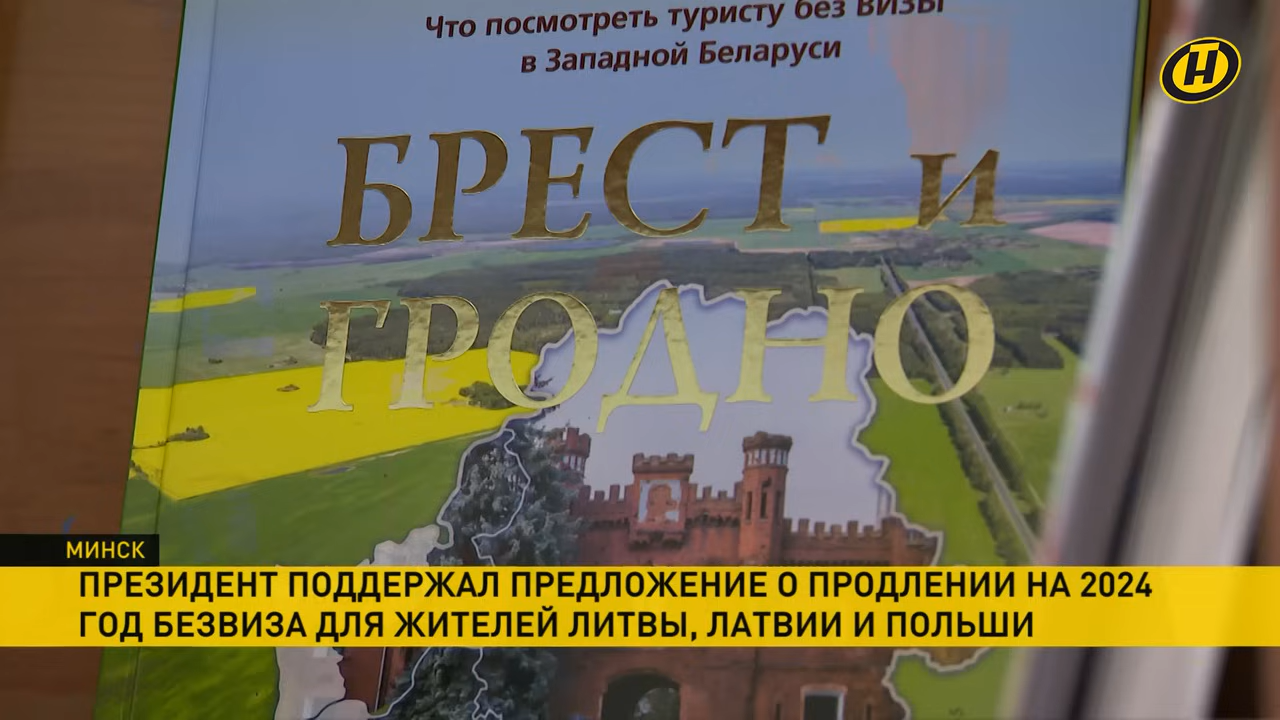 Что посмотреть туристу без ВИЗЫ
в Западной Беларуси
Н
БРЕСТ и
ГРОДНО
МИНСК
ПРЕЗИДЕНТ ПОДДЕРЖАЛ ПРЕДЛОЖЕНИЕ О ПРОДЛЕНИИ НА 2024
ГОД БЕЗВИЗА ДЛЯ ЖИТЕЛЕЙ ЛИТВЫ, ЛАТВИИ И ПОЛЬШИ